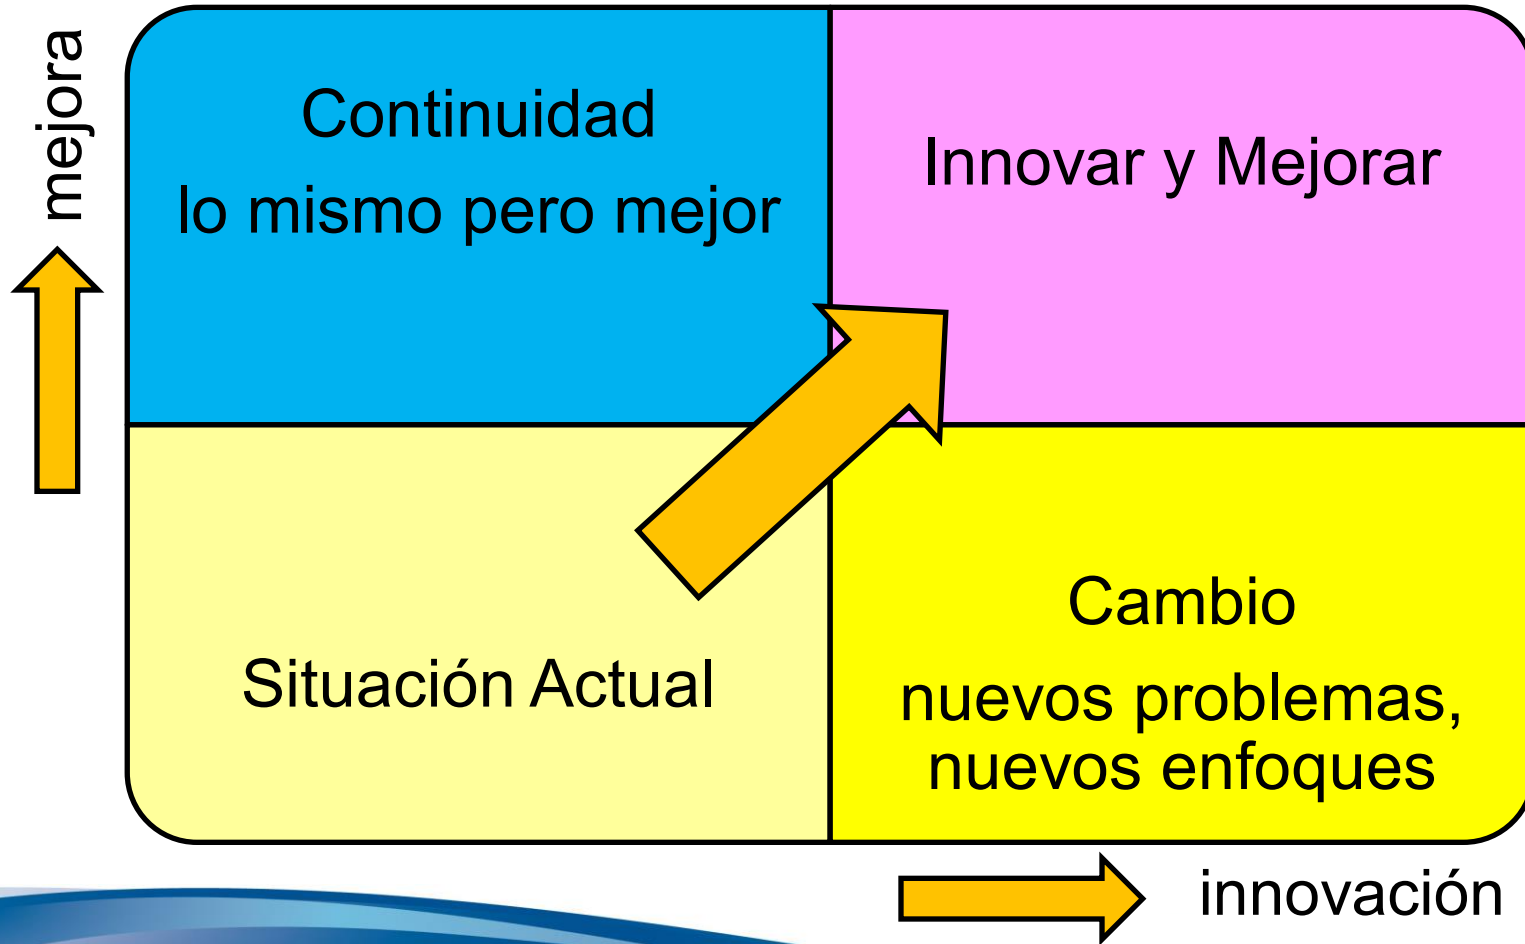 mejora
Continuidad
lo mismo pero mejor
Innovar y Mejorar
Situación Actual
Cambio
nuevos problemas,
nuevos enfoques
innovación